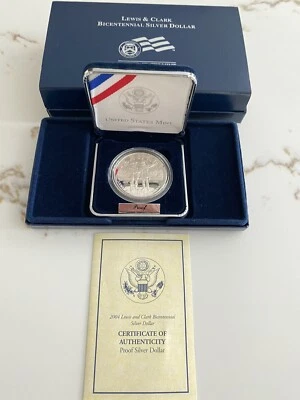 LEWIS & CLARK
BICENTENNIAL SILVER DOLLAR
UNITED STATES MINT
Proof
2004 Lewis and Clark Bicentennial
Silver Dollar
CERTIFICATE OF
AUTHENTICITY
Proof Silver Dollar